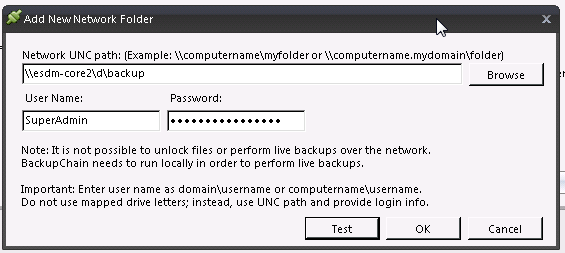 Add New Network Folder
Network UNC path: (Example: \\computername\myfolder or \\computername.mydomain\folder)
\\esdm-core2\d\backup
Browse
User Name: Password:
SuperAdmin ●●●●●●●●●●●●●●●●
Note: It is not possible to unlock files or perform live backups over the network.
BackupChain needs to run locally in order to perform live backups.
Important: Enter user name as domain\username or computername\username.
Do not use mapped drive letters; instead, use UNC path and provide login info.
Test OK Cancel